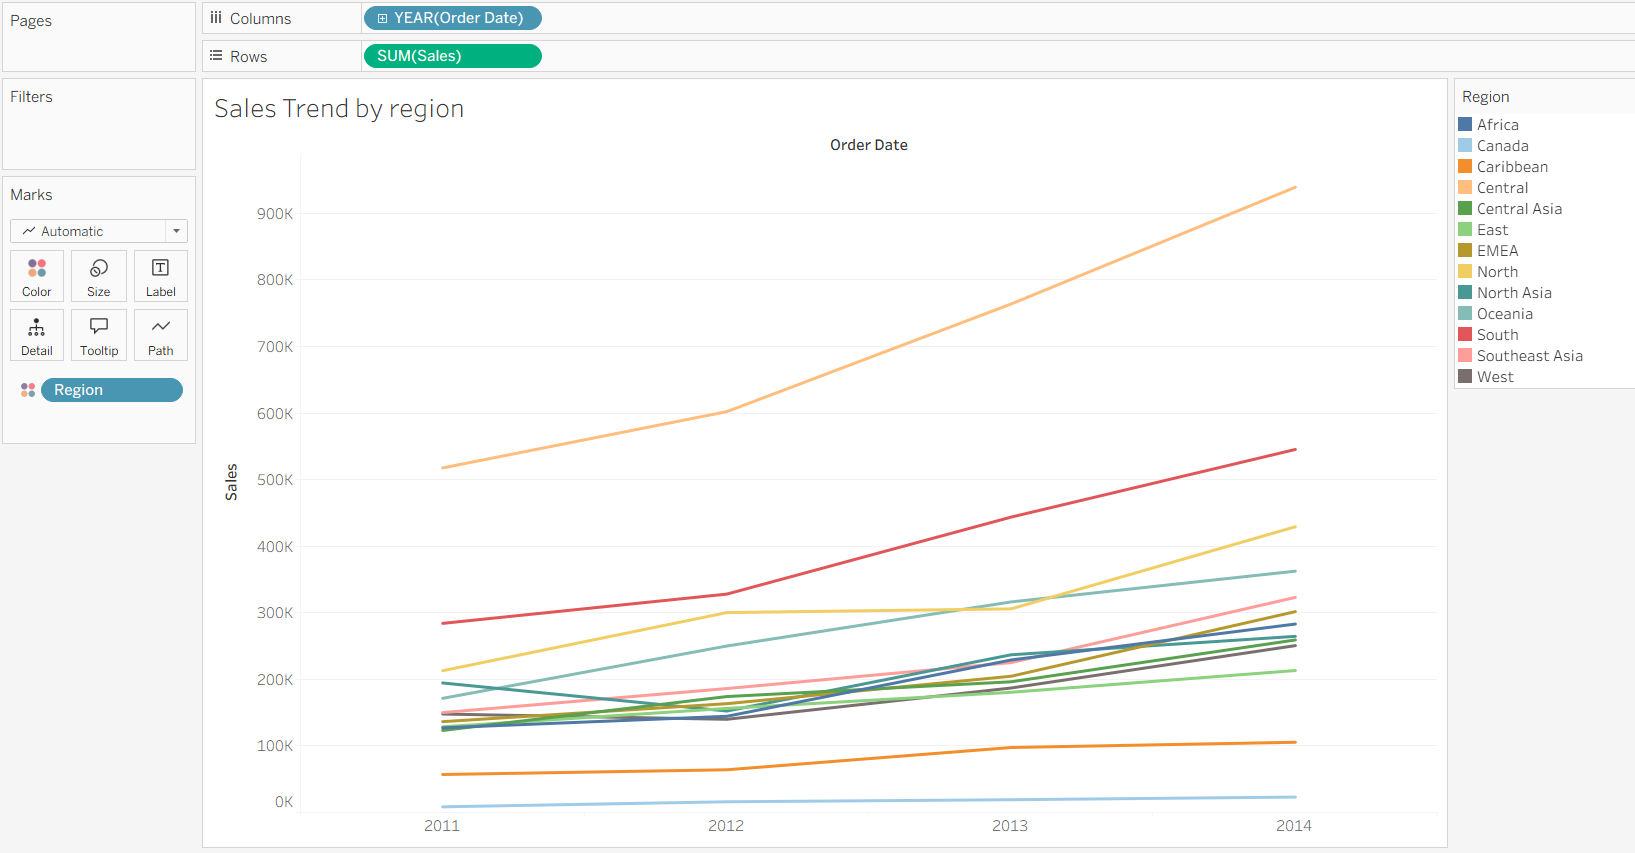 Pages
Columns
YEAR(Order Date)
Rows
SUM(Sales)
Filters
Marks
Automatic
Color
Size
Label
T
Detail
Tooltip
Path
Region
Sales Trend by region
Order Date
Sales
900K
800K
700K
600K
500K
400K
300K
200K
100K
0K
2011
2012
2013
2014
Region
Africa
Canada
Caribbean
Central
Central Asia
East
EMEA
North
North Asia
Oceania
South
Southeast Asia
West